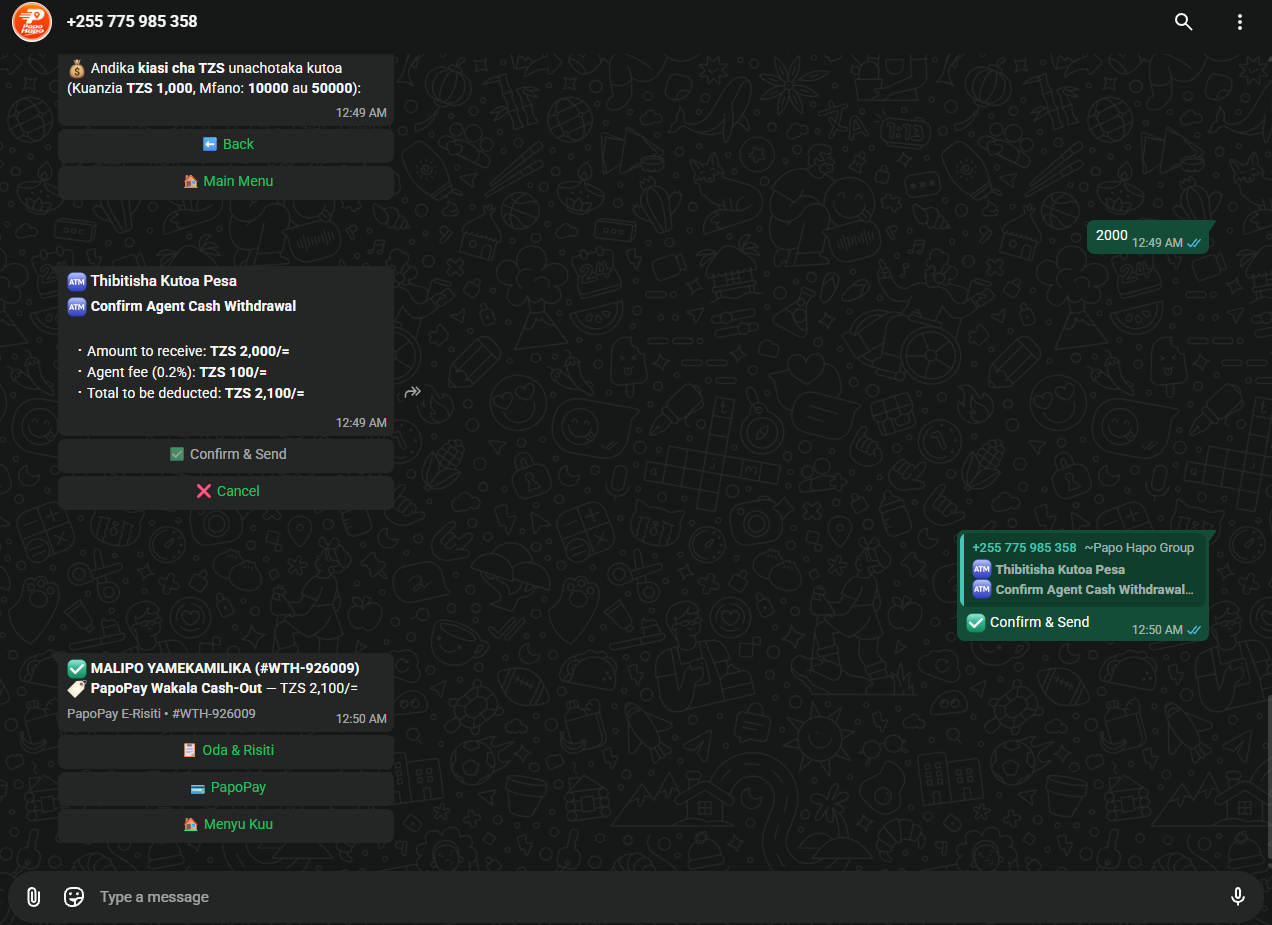 Papo Hapo
+255 775 985 358
💰 Andika kiasi cha TZS unachotaka kutoa
(Kuanzia TZS 1,000, Mfano: 10000 au 50000):
12:49 AM
⬅️ Back
🏠 Main Menu
2000
12:49 AM
🏧 Thibitisha Kutoa Pesa
🏧 Confirm Agent Cash Withdrawal
· Amount to receive: TZS 2,000/=
· Agent fee (0.2%): TZS 100/=
· Total to be deducted: TZS 2,100/=
12:49 AM
✅ Confirm & Send
❌ Cancel
+255 775 985 358 ~Papo Hapo Group
🏧 Thibitisha Kutoa Pesa
🏧 Confirm Agent Cash Withdrawal...
✅ Confirm & Send
12:50 AM
✅ MALIPO YAMEKAMILIKA (#WTH-926009)
🏷️ PapoPay Wakala Cash-Out — TZS 2,100/=
PapoPay E-Risiti • #WTH-926009
12:50 AM
📋 Oda & Risiti
💳 PapoPay
🏠 Menyu Kuu
Type a message